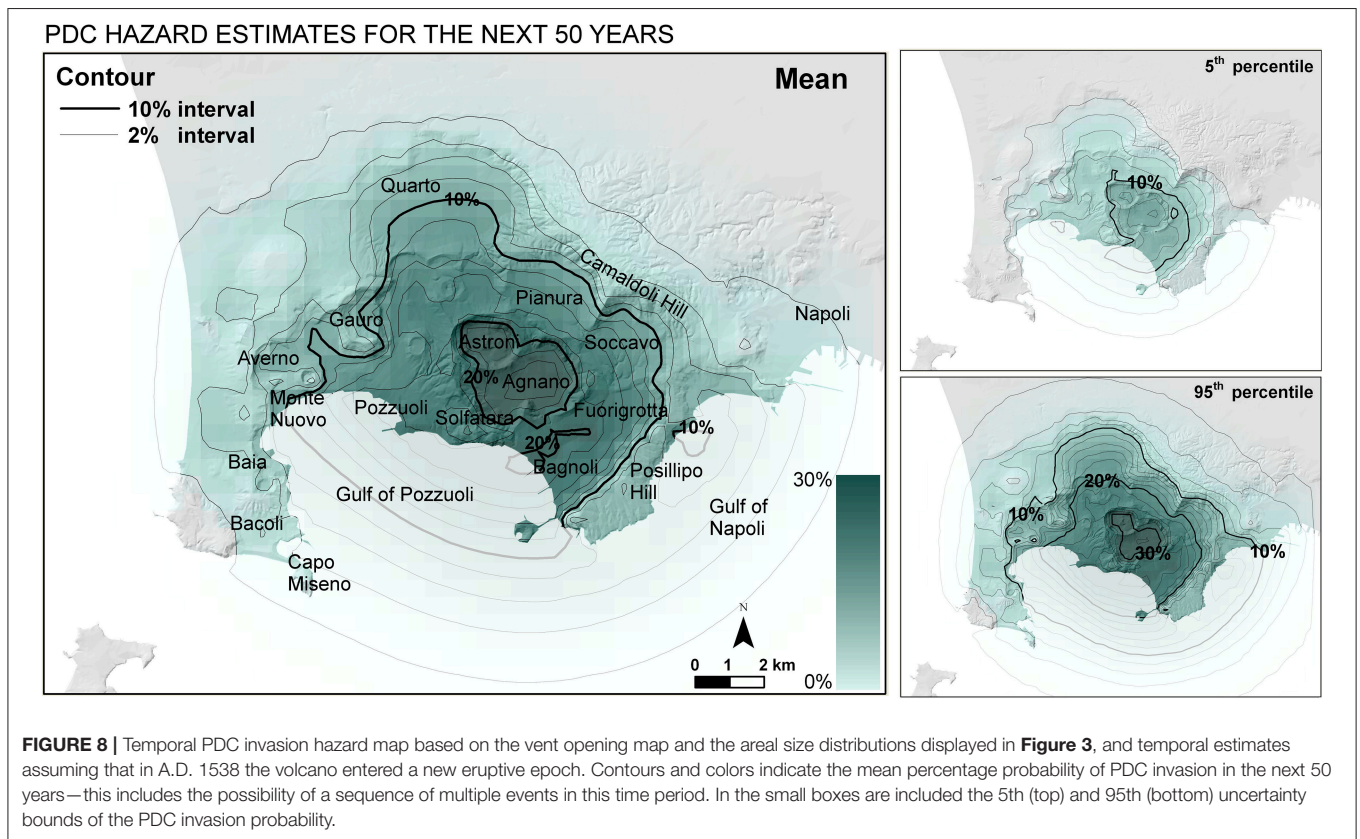 PDC HAZARD ESTIMATES FOR THE NEXT 50 YEARS
Contour
10% interval
2% interval
Mean
Quarto
10%
Camaldoli Hill
Pianura
Napoli
Gauro
Astroni
Soccavo
Averno
20%
Agnano
Monte
Nuovo
Pozzuoli
Solfatara
Fuorigrotta
10%
20%
Bagnoli
Baia
Posillipo
Hill
Gulf of Pozzuoli
Gulf of
Napoli
Bacoli
Capo
Miseno
N
0 1 2 km
30%
0%
5th percentile
10%
95th percentile
20%
10%
30%
10%
FIGURE 8 | Temporal PDC invasion hazard map based on the vent opening map and the areal size distributions displayed in Figure 3, and temporal estimates
assuming that in A.D. 1538 the volcano entered a new eruptive epoch. Contours and colors indicate the mean percentage probability of PDC invasion in the next 50
years—this includes the possibility of a sequence of multiple events in this time period. In the small boxes are included the 5th (top) and 95th (bottom) uncertainty
bounds of the PDC invasion probability.